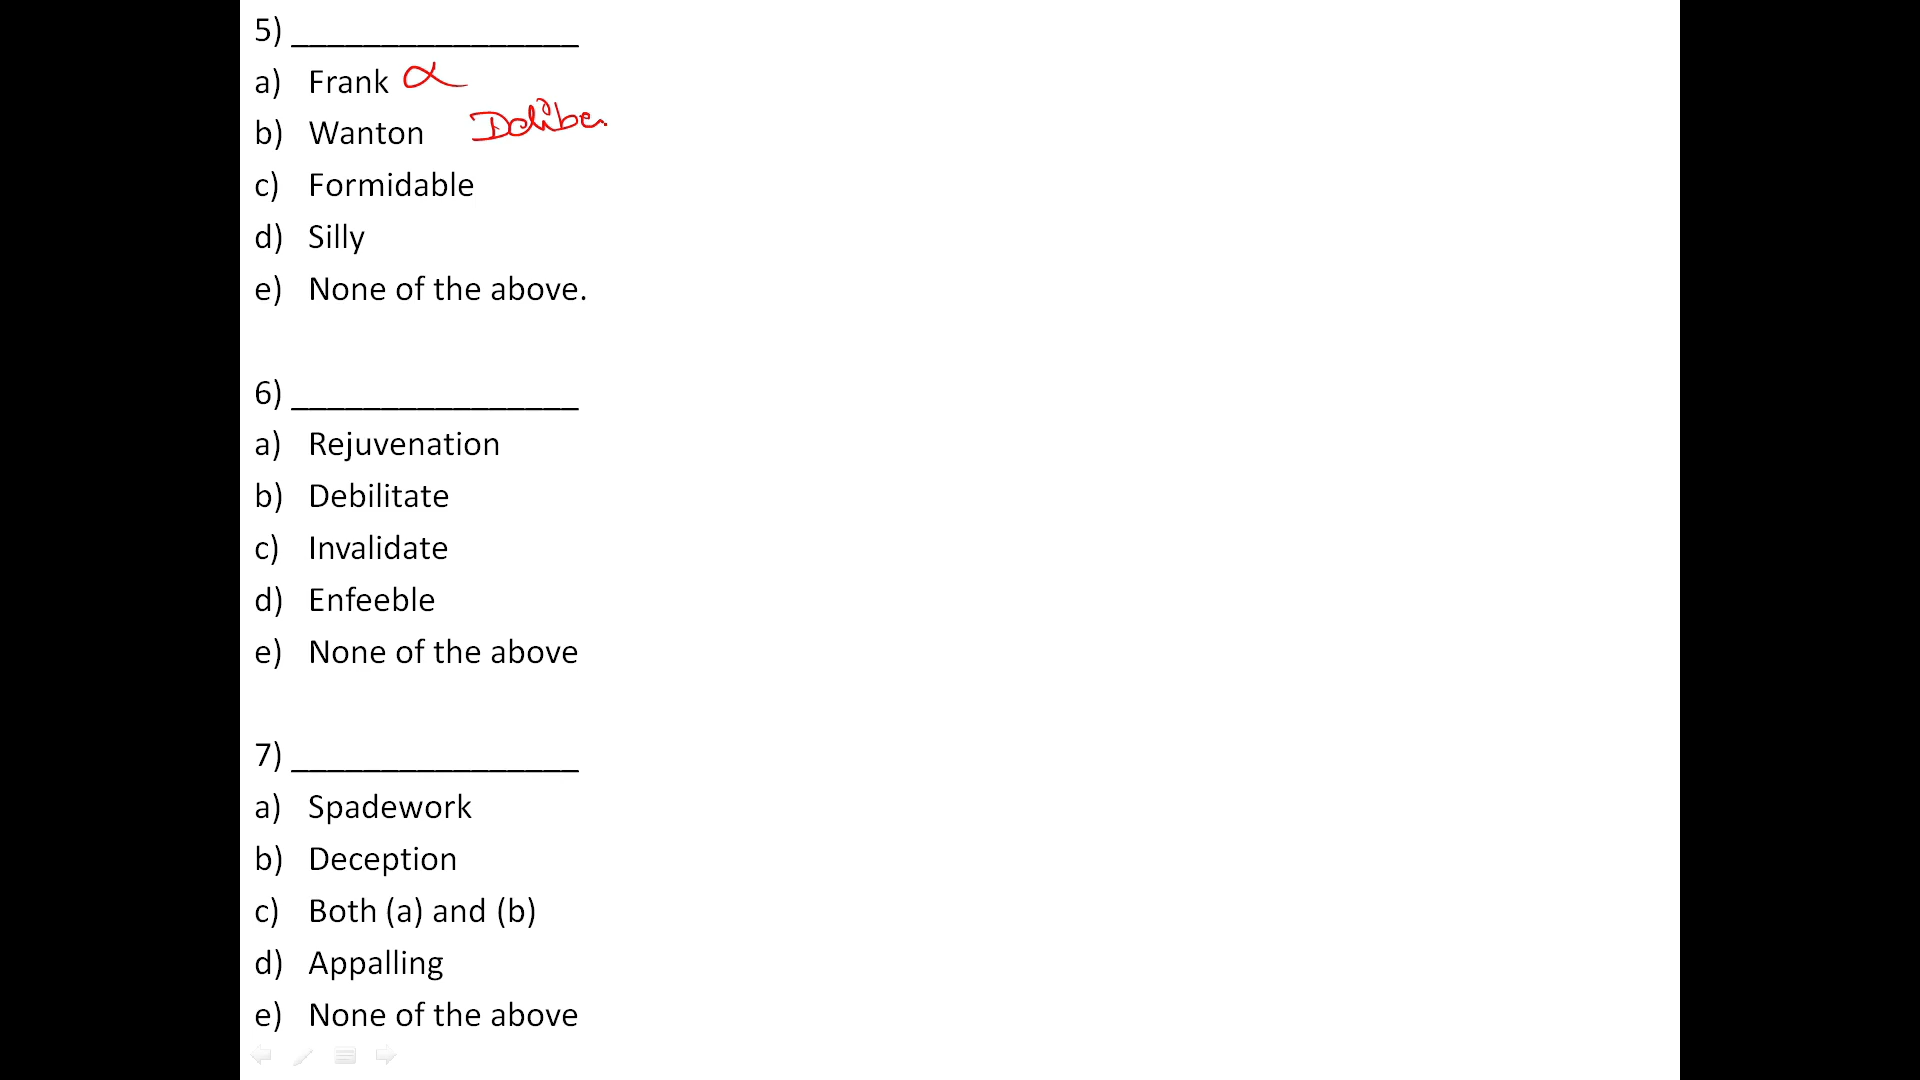 5) ________________
a) Frank
b) Wanton Deliber
c) Formidable
d) Silly
e) None of the above.
6) ________________
a) Rejuvenation
b) Debilitate
c) Invalidate
d) Enfeeble
e) None of the above
7) ________________
a) Spadework
b) Deception
c) Both (a) and (b)
d) Appalling
e) None of the above